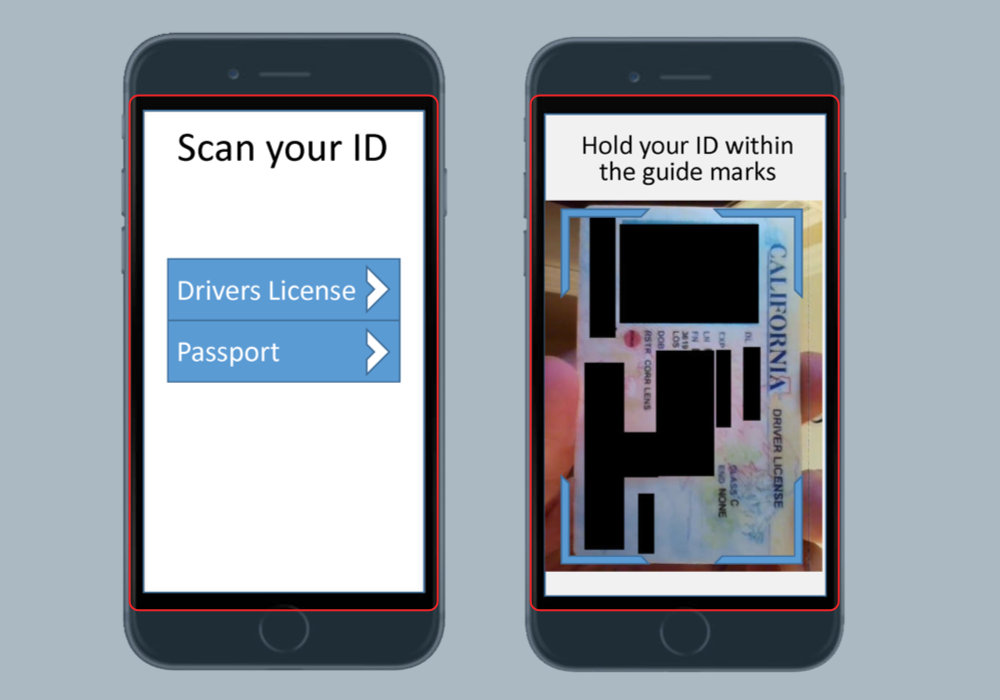 Scan your ID
Drivers License
Passport
Hold your ID within
the guide marks
CALIFORNIA DRIVER LICENSE
DL
EXP
LN
FN
DOB
RSTR CORR LENS
CLASS C
END NONE